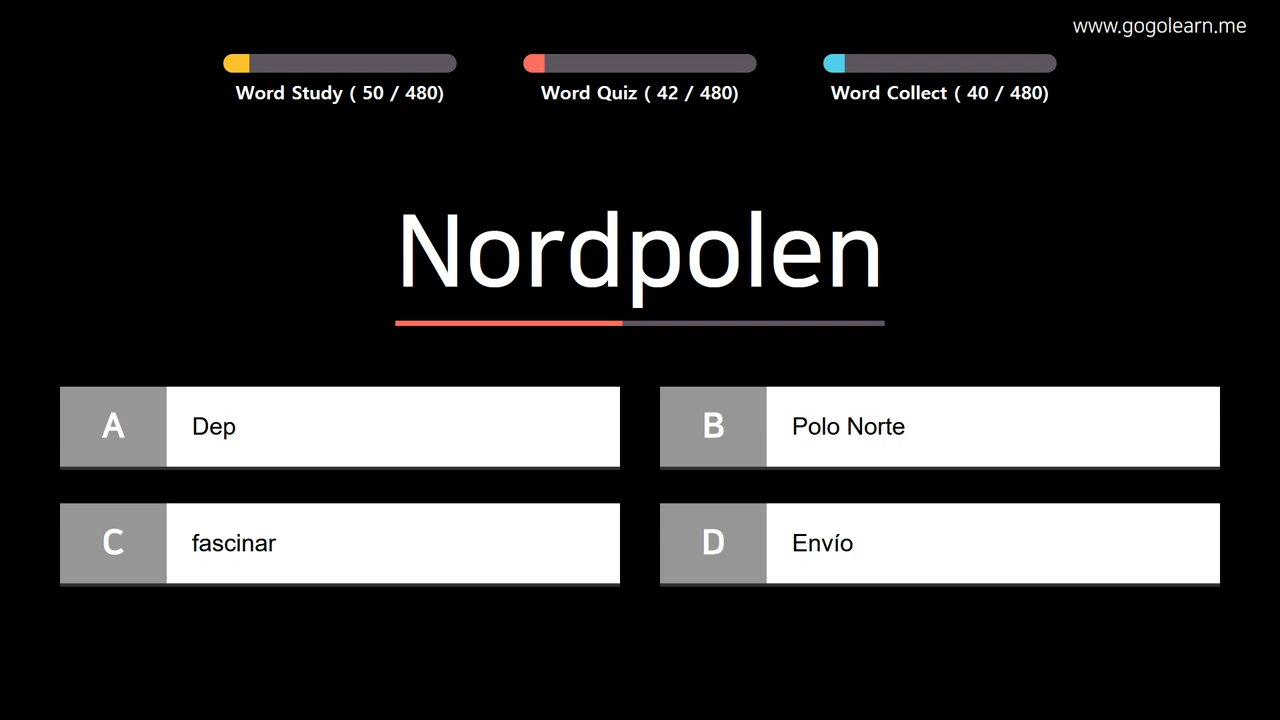 www.gogolearn.me
Word Study ( 50 / 480)
Word Quiz ( 42 / 480)
Word Collect ( 40 / 480)
Nordpolen
A
Dep
B
Polo Norte
C
fascinar
D
Envío